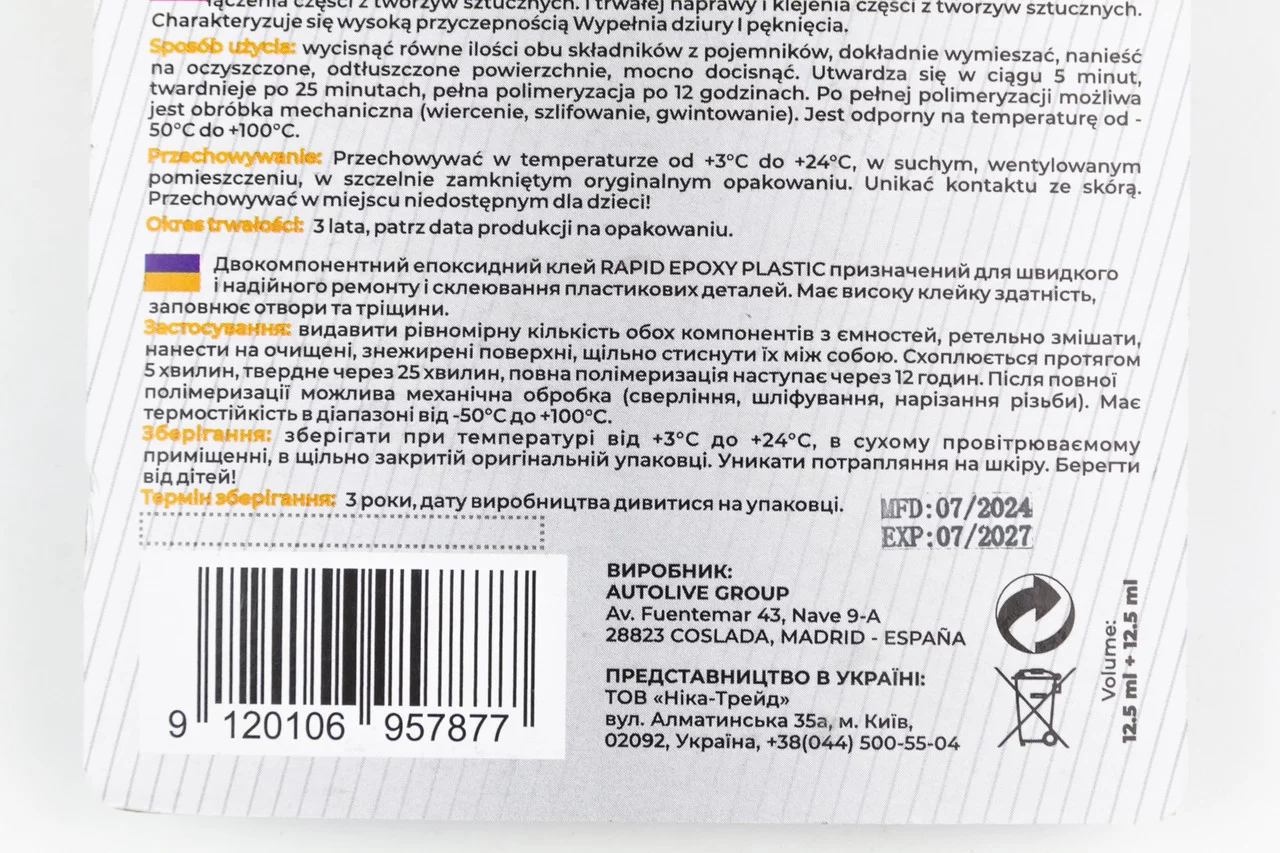 łączenia części z tworzyw sztucznych. I trwałej naprawy i klejenia części z tworzyw sztucznych.
Charakteryzuje się wysoką przyczepnością Wypełnia dziury I pęknięcia.
Sposób użycia: wycisnąć równe ilości obu składników z pojemników, dokładnie wymieszać, nanieść
na oczyszczone, odtłuszczone powierzchnie, mocno docisnąć. Utwardza się w ciągu 5 minut,
twardnieje po 25 minutach, pełna polimeryzacja po 12 godzinach. Po pełnej polimeryzacji możliwa
jest obróbka mechaniczna (wiercenie, szlifowanie, gwintowanie). Jest odporny na temperaturę od -
50°C do +100°C.
Przechowywanie: Przechowywać w temperaturze od +3°C do +24°C, w suchym, wentylowanym
pomieszczeniu, w szczelnie zamkniętym oryginalnym opakowaniu. Unikać kontaktu ze skórą.
Przechowywać w miejscu niedostępnym dla dzieci!
Okres trwałości: 3 lata, patrz data produkcji na opakowaniu.
Двокомпонентний епоксидний клей RAPID EPOXY PLASTIC призначений для швидкого
і надійного ремонту і склеювання пластикових деталей. Має високу клейку здатність,
заповнює отвори та тріщини.
Застосування: видавити рівномірну кількість обох компонентів з ємностей, ретельно змішати,
нанести на очищені, знежирені поверхні, щільно стиснути їх між собою. Схоплюється протягом
5 хвилин, твердне через 25 хвилин, повна полімеризація наступає через 12 годин. Після повної
полімеризації можлива механічна обробка (сверління, шліфування, нарізання різьби). Має
термостійкість в діапазоні від -50°C до +100°C.
Зберігання: зберігати при температурі від +3°C до +24°C, в сухому провітрюваємому
приміщенні, в щільно закритій оригінальній упаковці. Уникати потрапляння на шкіру. Берегти
від дітей!
Термін зберігання: 3 роки, дату виробництва дивитися на упаковці.
MFD:07/2024
EXP:07/2027
9 120106 957877
ВИРОБНИК:
AUTOLIVE GROUP
Av. Fuentemar 43, Nave 9-A
28823 COSLADA, MADRID - ESPAÑA
ПРЕДСТАВНИЦТВО В УКРАЇНІ:
ТОВ «Ніка-Трейд»
вул. Алматинська 35а, м. Київ,
02092, Україна, +38(044) 500-55-04
Volume:
12.5 ml + 12.5 ml